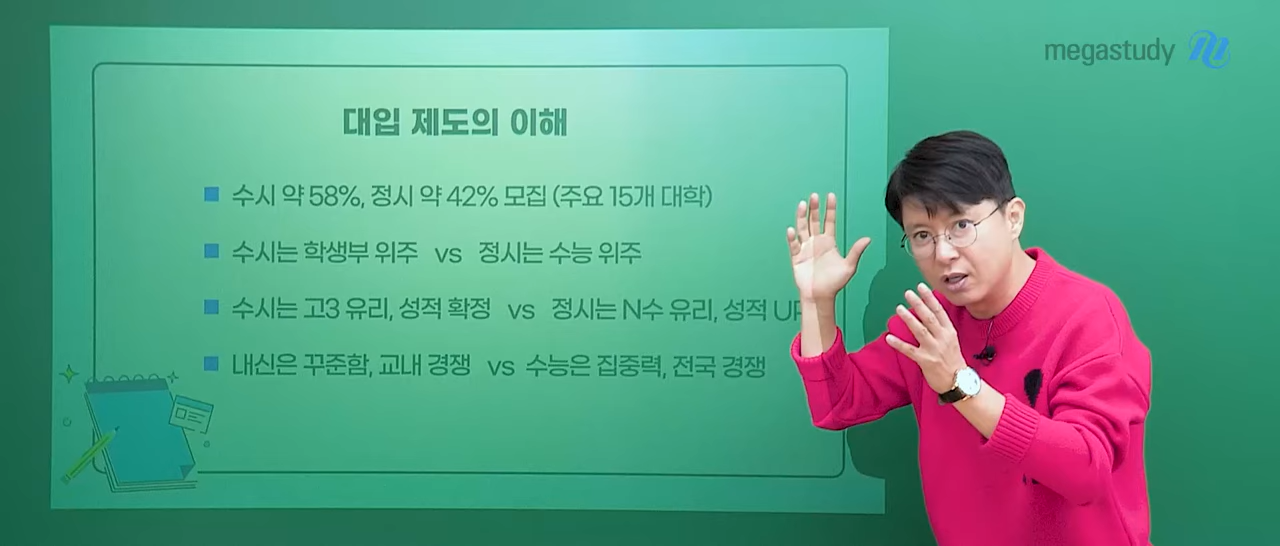 megastudy
대입 제도의 이해
수시 약 58%, 정시 약 42% 모집 (주요 15개 대학)
수시는 학생부 위주 vs 정시는 수능 위주
수시는 고3 유리, 성적 확정 vs 정시는 N수 유리, 성적 UP
내신은 꾸준함, 교내 경쟁 vs 수능은 집중력, 전국 경쟁